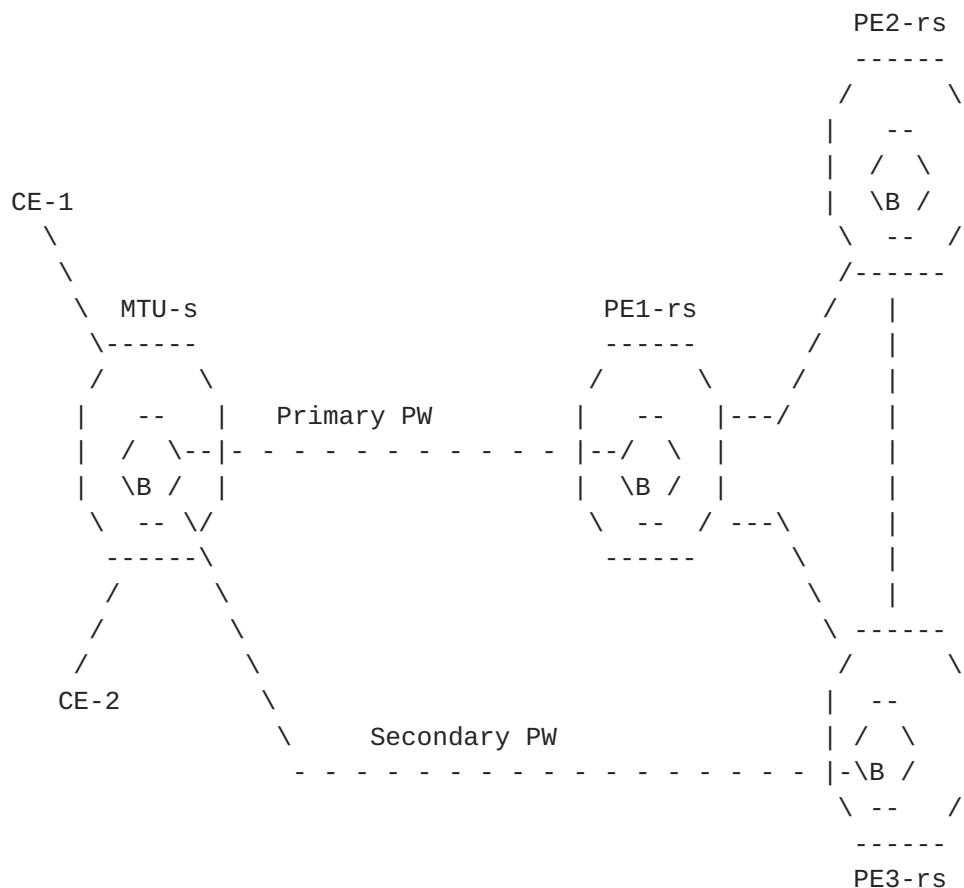 PE2-rs
CE-1
B
MTU-s PE1-rs
Primary PW
B B
CE-2
Secondary PW
B
PE3-rs